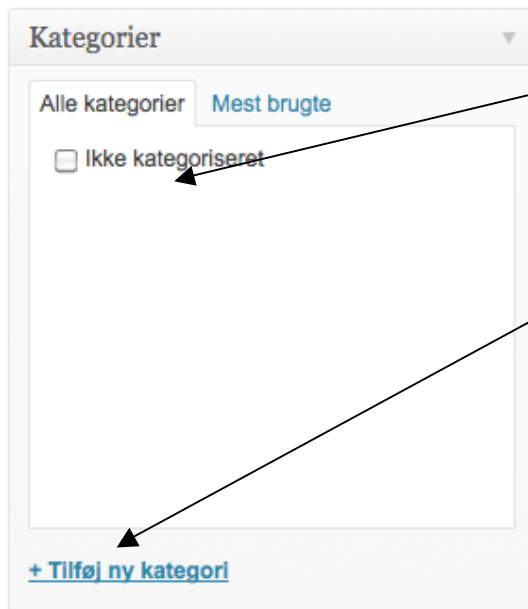 Kategorier
Alle kategorier Mest brugte
Ikke kategoriseret
+ Tilføj ny kategori